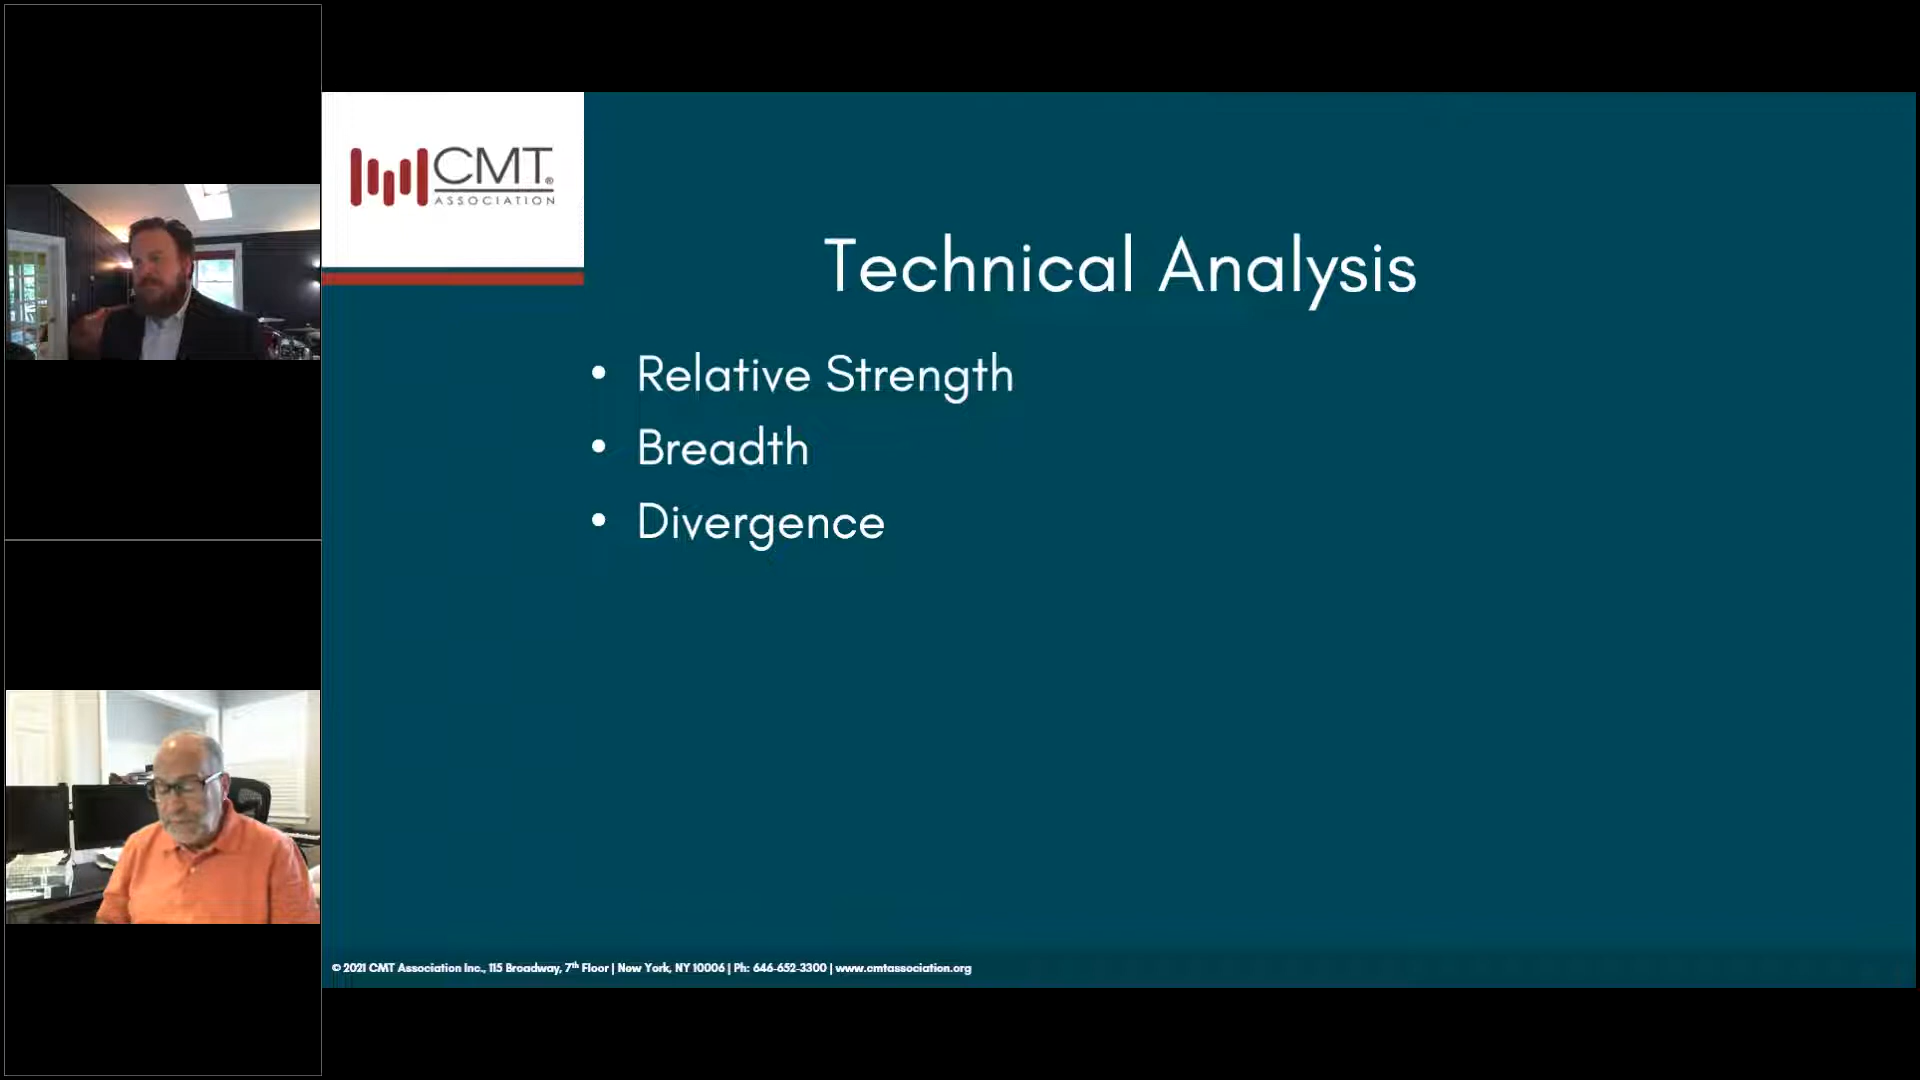 CMT®
ASSOCIATION
Technical Analysis
• Relative Strength
• Breadth
• Divergence
© 2021 CMT Association Inc., 115 Broadway, 7th Floor | New York, NY 10006 | Ph: 646-652-3300 | www.cmtassociation.org